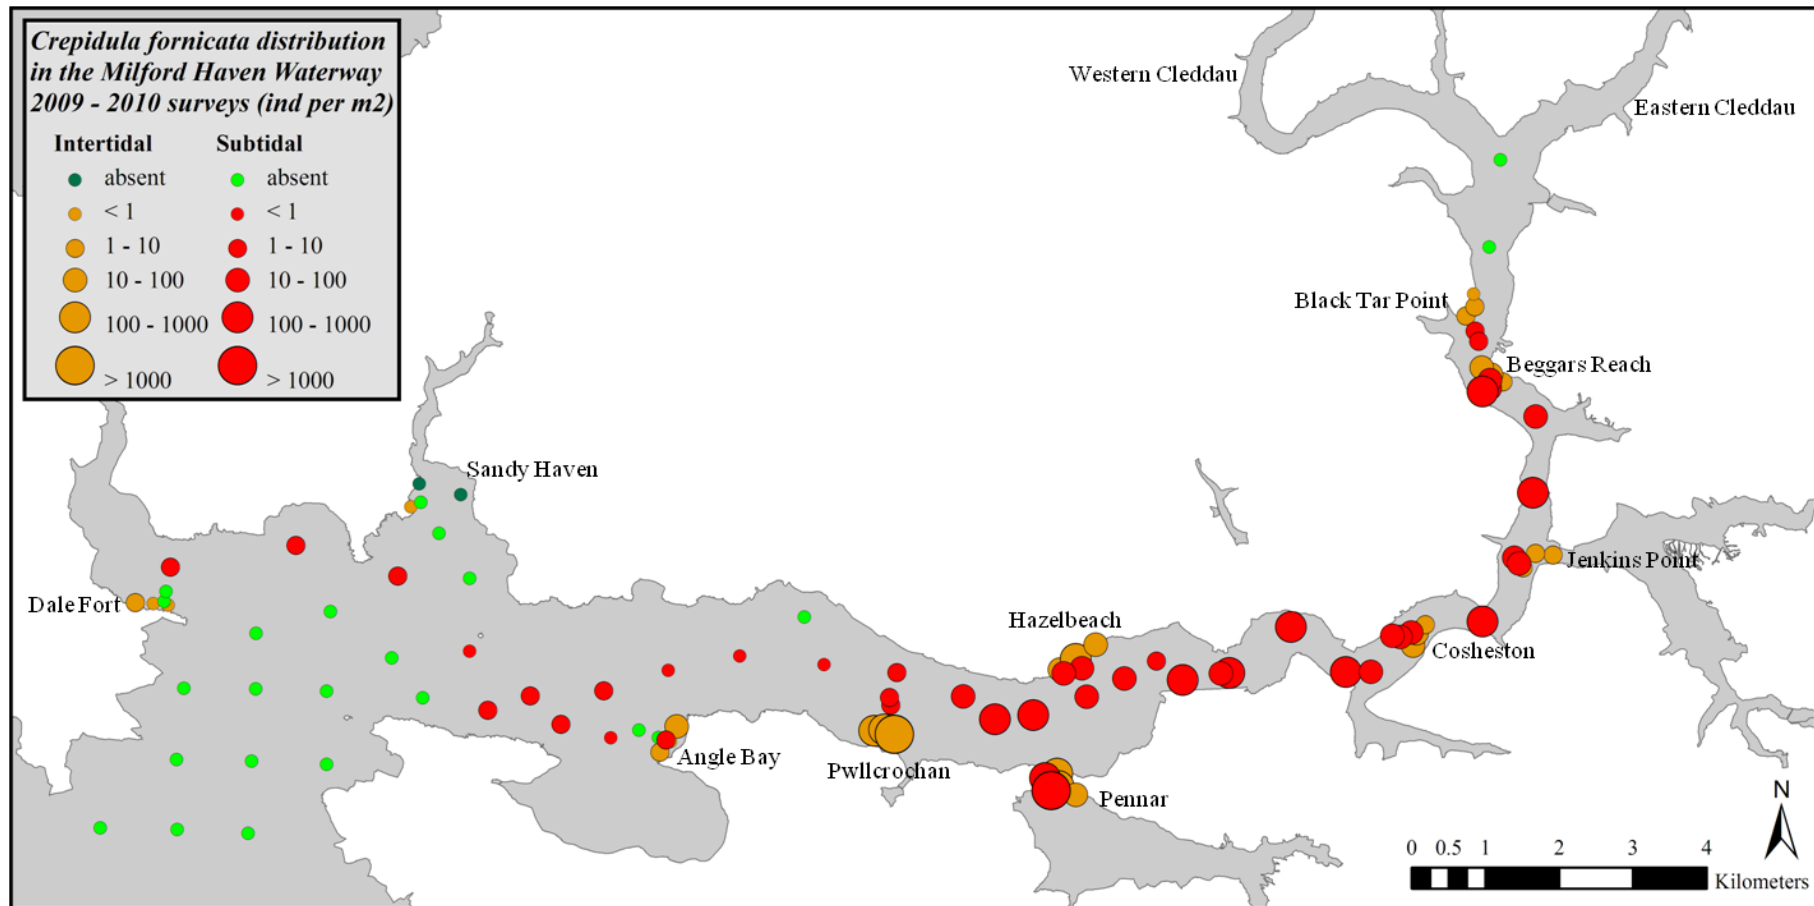 Crepidula fornicata distribution
in the Milford Haven Waterway
2009 - 2010 surveys (ind per m2)
Intertidal Subtidal
absent absent
< 1 < 1
1 - 10 1 - 10
10 - 100 10 - 100
100 - 1000 100 - 1000
> 1000 > 1000
Western Cleddau
Eastern Cleddau
Black Tar Point
Beggars Reach
Sandy Haven
Jenkins Point
Dale Fort
Hazelbeach
Cosheston
Angle Bay
Pwllcrochan
Pennar
N
0 0.5 1 2 3 4
Kilometers